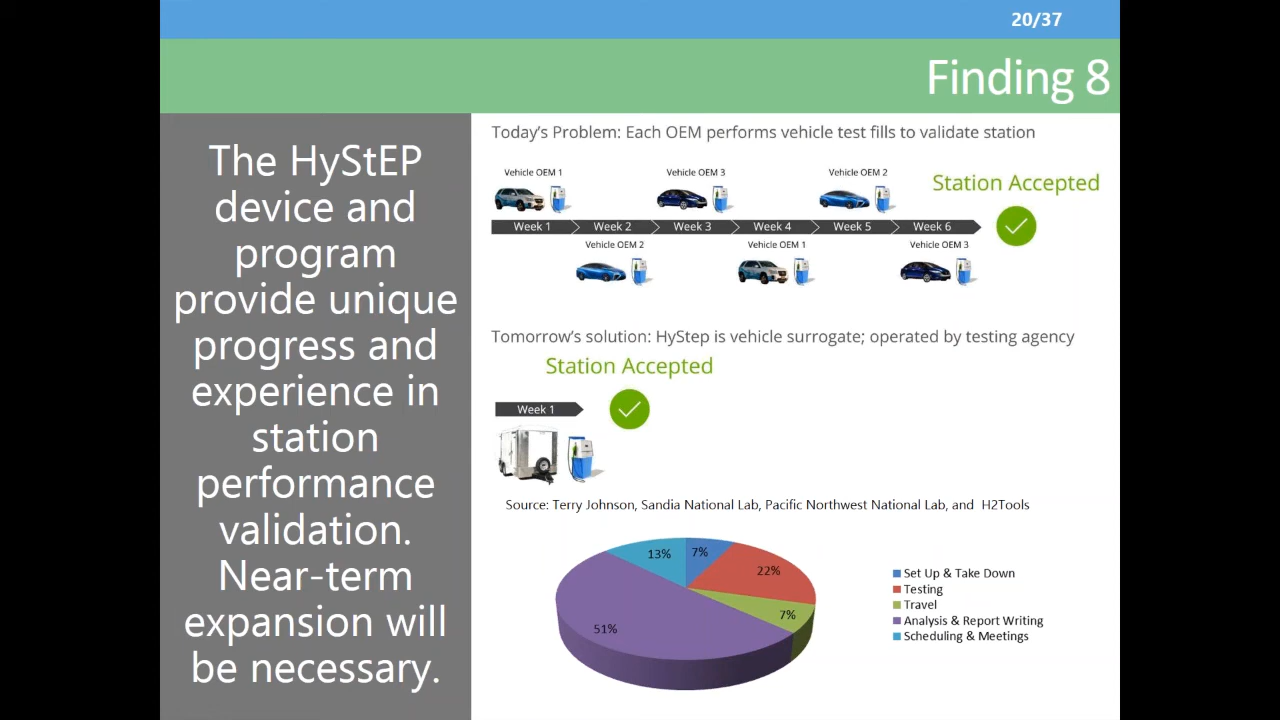 20/37
Finding 8
The HyStEP
device and
program
provide unique
progress and
experience in
station
performance
validation.
Near-term
expansion will
be necessary.
Today's Problem: Each OEM performs vehicle test fills to validate station
Vehicle OEM 1
Vehicle OEM 3
Vehicle OEM 2
Station Accepted
Week 1 Week 2 Week 3 Week 4 Week 5 Week 6
Vehicle OEM 2
Vehicle OEM 1
Vehicle OEM 3
Tomorrow's solution: HyStep is vehicle surrogate; operated by testing agency
Station Accepted
Week 1
Source: Terry Johnson, Sandia National Lab, Pacific Northwest National Lab, and H2Tools
13%
7%
22%
7%
51%
Set Up & Take Down
Testing
Travel
Analysis & Report Writing
Scheduling & Meetings